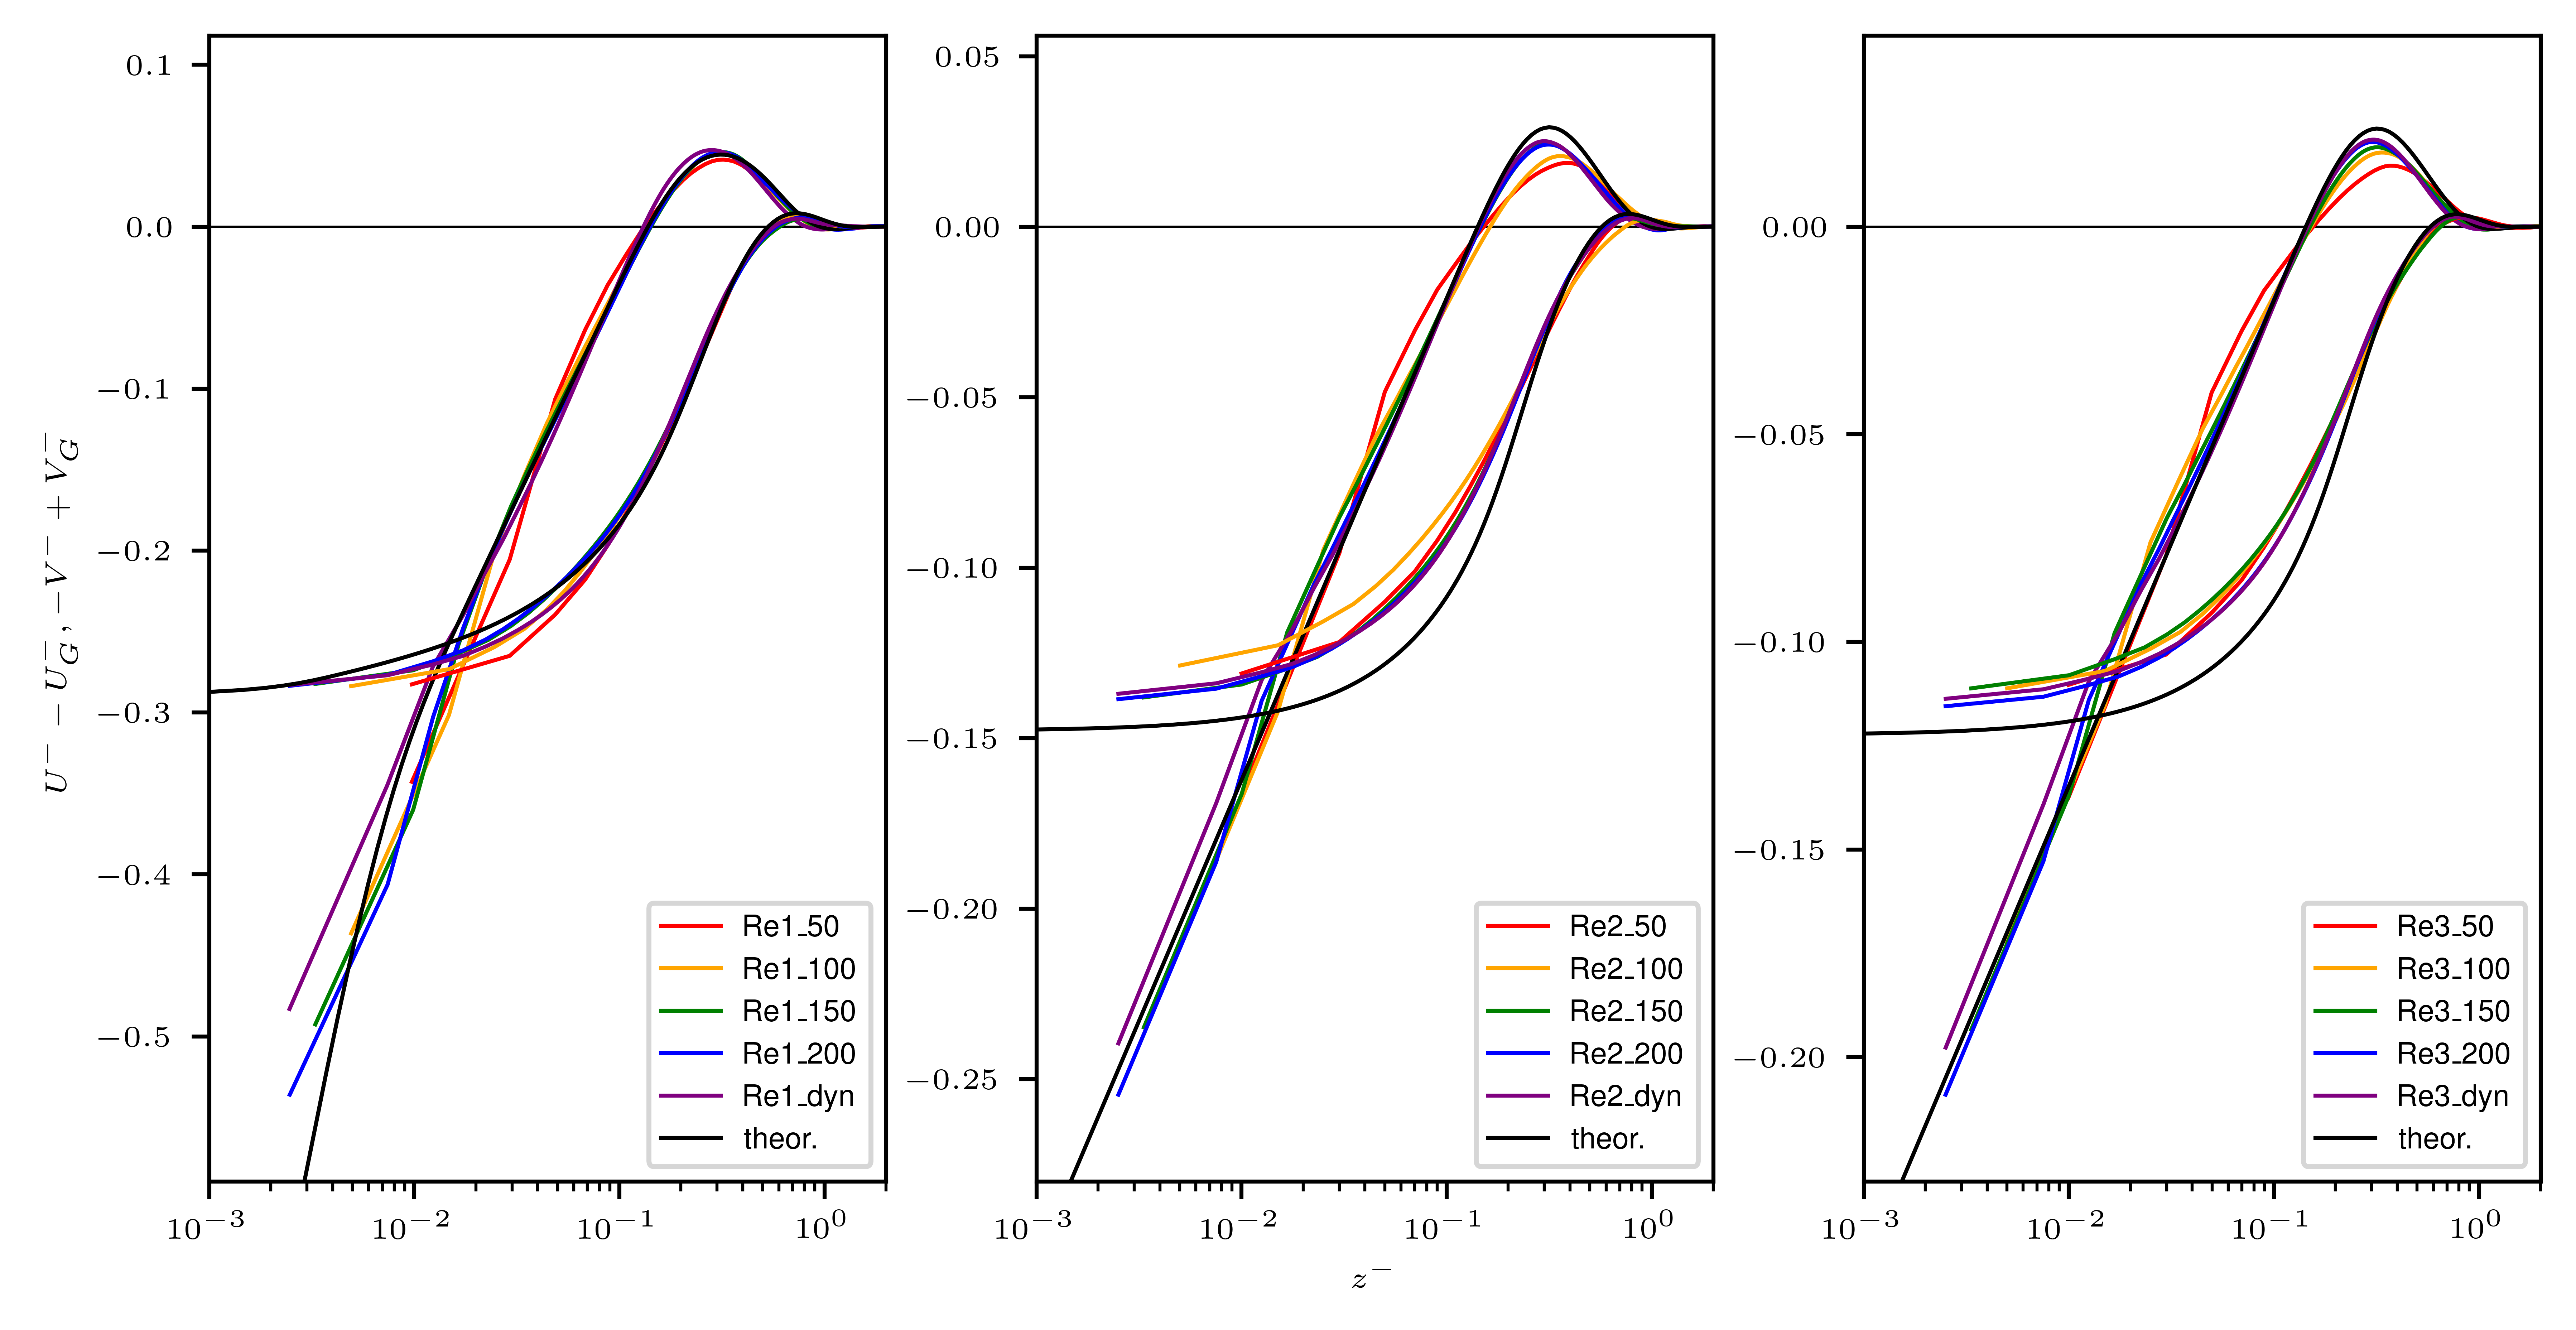 U⁻ − U_G⁻, −V⁻ + V_G⁻
0.1
0.0
−0.1
−0.2
−0.3
−0.4
−0.5
10⁻³ 10⁻² 10⁻¹ 10⁰
Re1_50
Re1_100
Re1_150
Re1_200
Re1_dyn
theor.
0.05
0.00
−0.05
−0.10
−0.15
−0.20
−0.25
10⁻³ 10⁻² 10⁻¹ 10⁰
Re2_50
Re2_100
Re2_150
Re2_200
Re2_dyn
theor.
z⁻
0.00
−0.05
−0.10
−0.15
−0.20
10⁻³ 10⁻² 10⁻¹ 10⁰
Re3_50
Re3_100
Re3_150
Re3_200
Re3_dyn
theor.